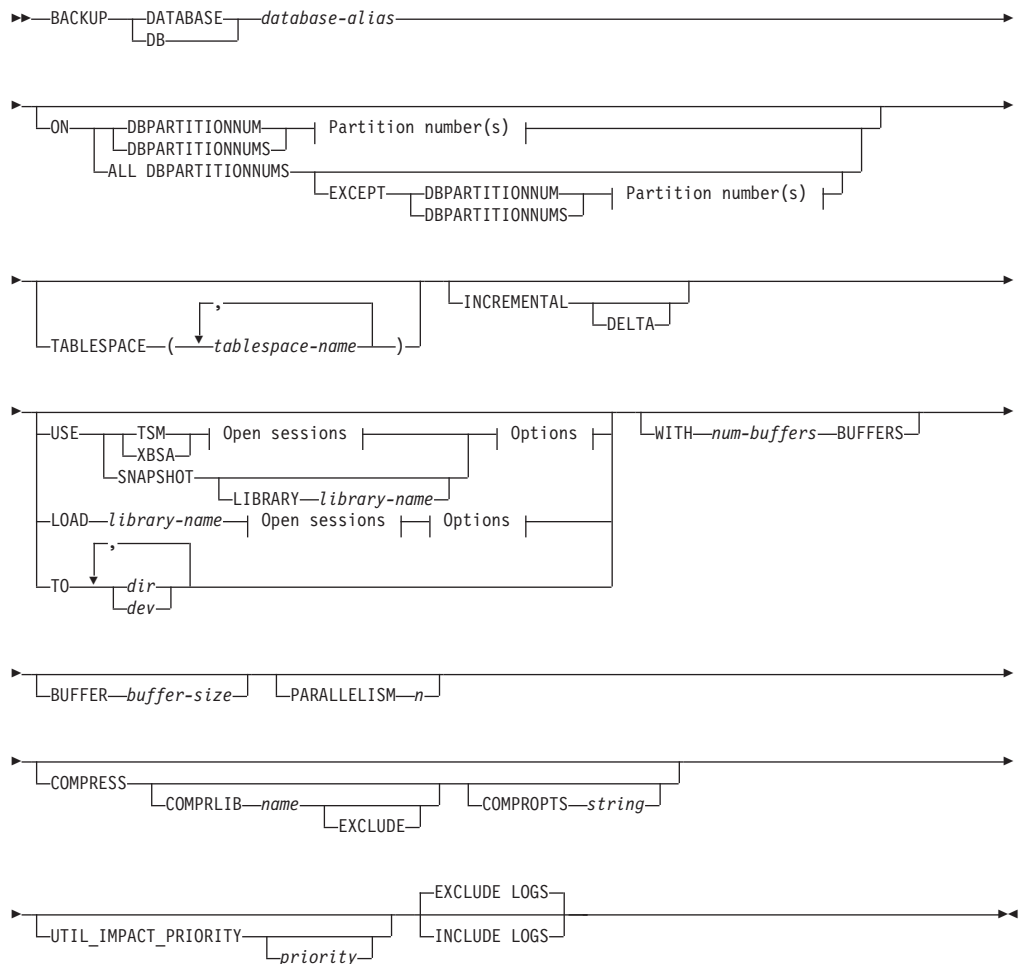 BACKUP DATABASE database-alias
DB
ON DBPARTITIONNUM Partition number(s)
DBPARTITIONNUMS
ALL DBPARTITIONNUMS
EXCEPT DBPARTITIONNUM Partition number(s)
DBPARTITIONNUMS
,
TABLESPACE ( tablespace-name )
INCREMENTAL
DELTA
USE TSM Open sessions Options
XBSA
SNAPSHOT
LIBRARY library-name
LOAD library-name Open sessions Options
,
TO dir
dev
WITH num-buffers BUFFERS
BUFFER buffer-size PARALLELISM n
COMPRESS
COMPRLIB name COMPROPTS string
EXCLUDE
EXCLUDE LOGS
UTIL_IMPACT_PRIORITY INCLUDE LOGS
priority